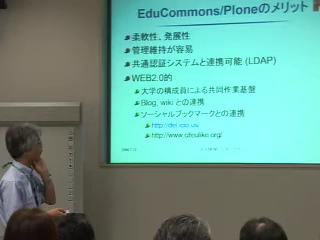 EduCommons/Ploneのメリット
柔軟性、発展性
管理維持が容易
共通認証システムと連携可能 (LDAP)
WEB2.0的
大学の構成員による共同作業基盤
Blog, wiki との連携
ソーシャルブックマークとの連携
http://del.icio.us/
http://www.citeulike.org/